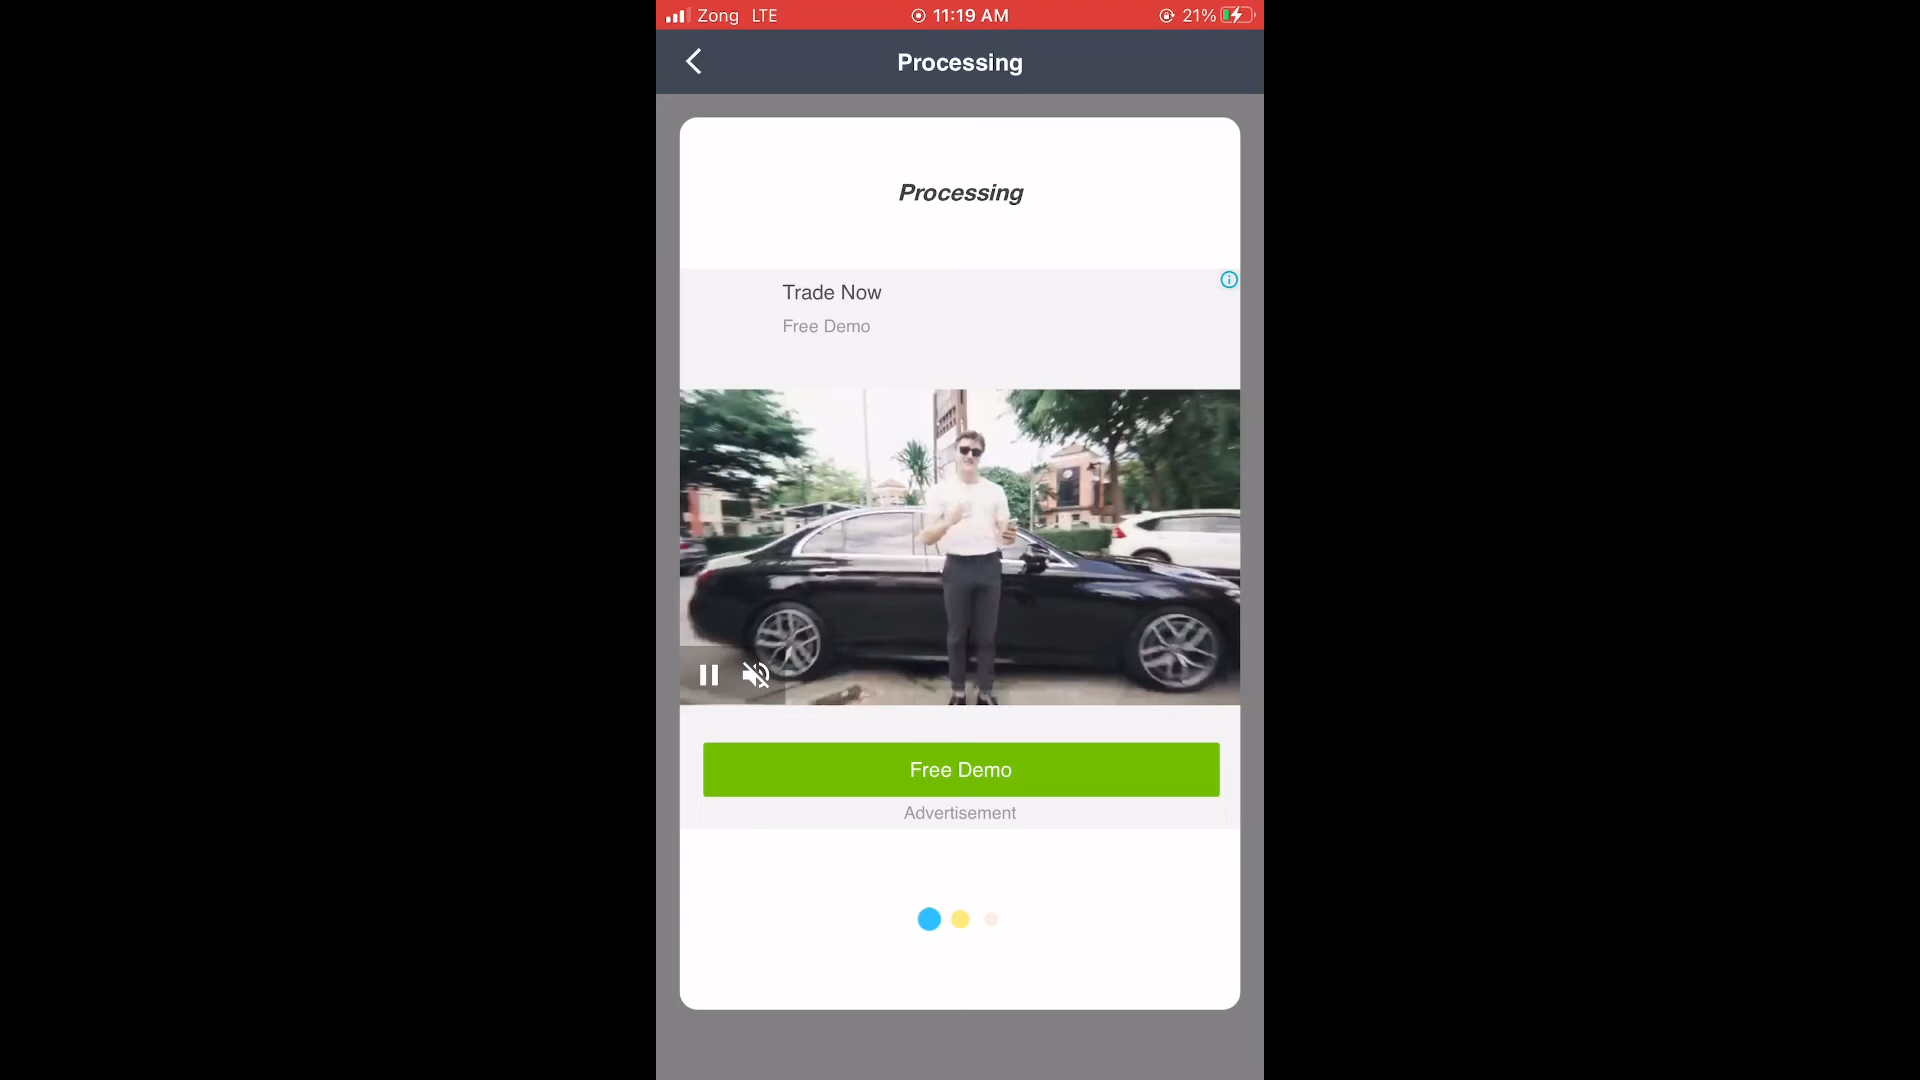 Zong LTE 11:19 AM 21%
Processing
Processing
Trade Now
Free Demo
Free Demo
Advertisement